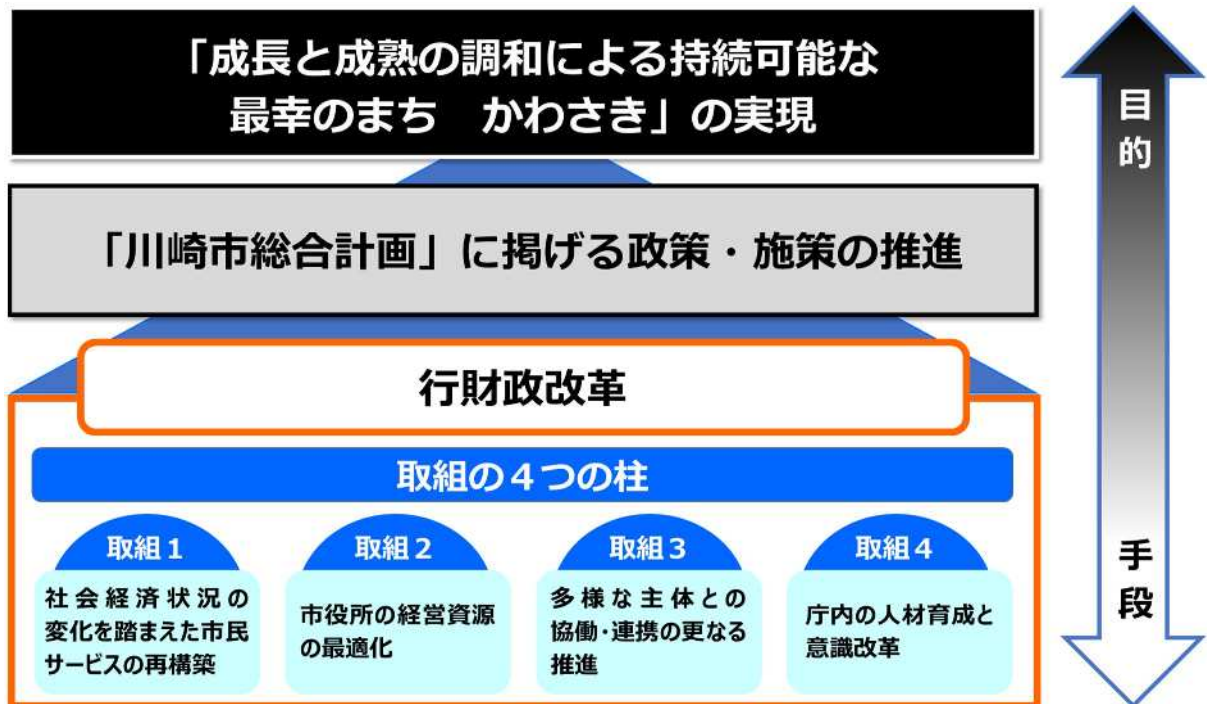 「成長と成熟の調和による持続可能な
最幸のまち　かわさき」の実現
「川崎市総合計画」に掲げる政策・施策の推進
行財政改革
取組の４つの柱
取組１
社会経済状況の
変化を踏まえた市民
サービスの再構築
取組２
市役所の経営資源
の最適化
取組３
多様な主体との
協働・連携の更なる
推進
取組４
庁内の人材育成と
意識改革
目的
手段